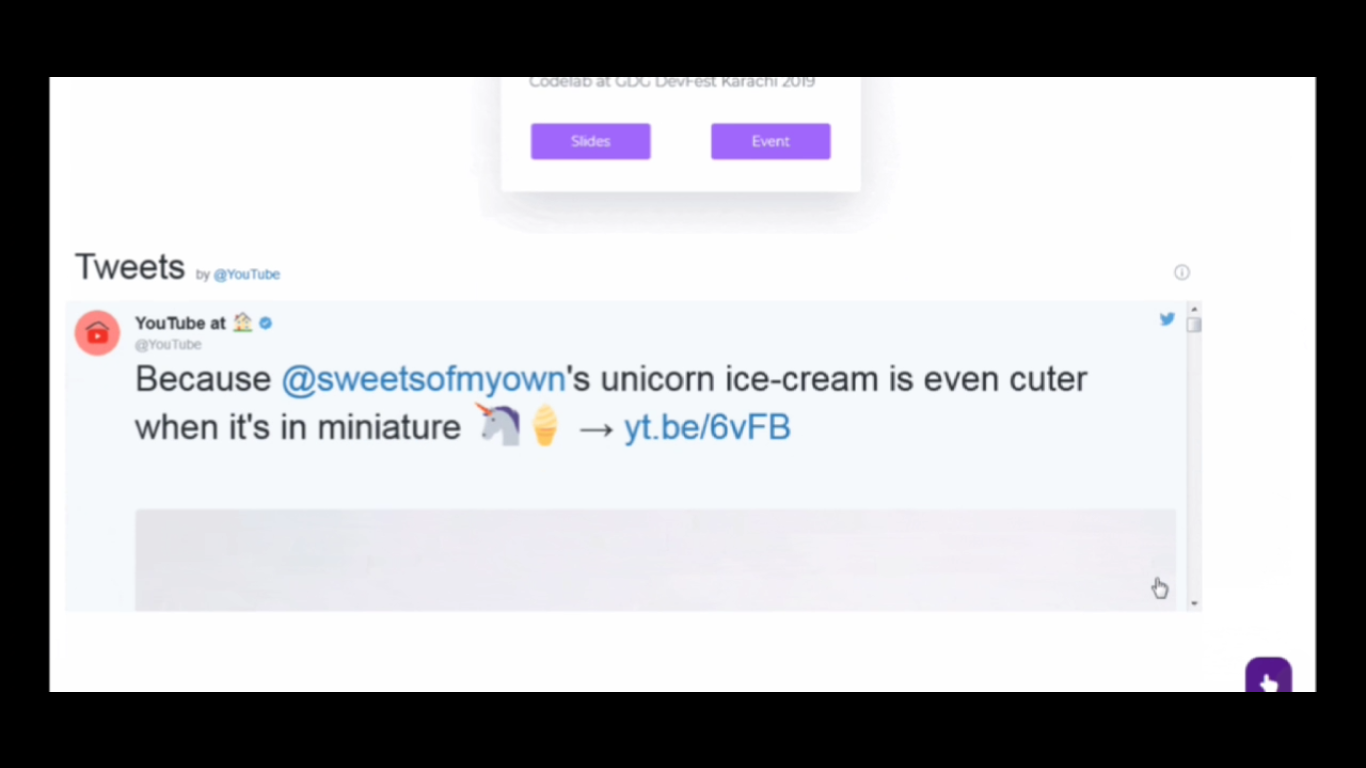 Codelab at GDG DevFest Karachi 2019
Slides Event
Tweets by @YouTube
YouTube at 🏠
@YouTube
Because @sweetsofmyown's unicorn ice-cream is even cuter
when it's in miniature 🦄🍦 → yt.be/6vFB